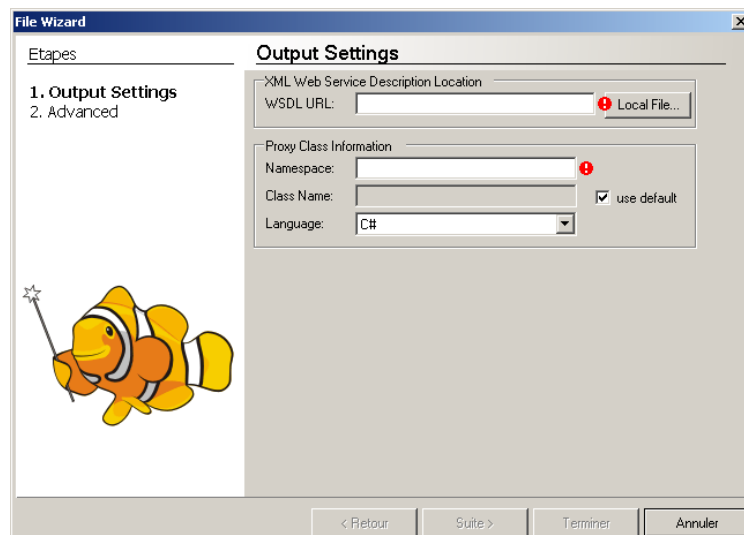 File Wizard
Etapes
1. Output Settings
2. Advanced
Output Settings
XML Web Service Description Location
WSDL URL:
Local File...
Proxy Class Information
Namespace:
Class Name:
use default
Language:
C#
< Retour
Suite >
Terminer
Annuler